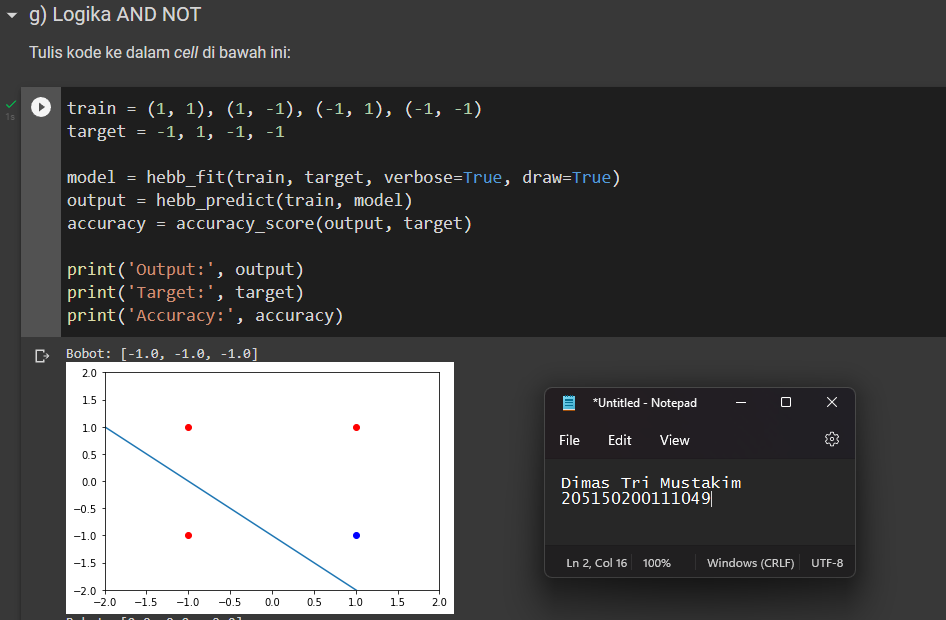 g) Logika AND NOT
Tulis kode ke dalam cell di bawah ini:
1s
train = (1, 1), (1, -1), (-1, 1), (-1, -1)
target = -1, 1, -1, -1
model = hebb_fit(train, target, verbose=True, draw=True)
output = hebb_predict(train, model)
accuracy = accuracy_score(output, target)
print('Output:', output)
print('Target:', target)
print('Accuracy:', accuracy)
Bobot: [-1.0, -1.0, -1.0]
2.0
1.5
1.0
0.5
0.0
−0.5
−1.0
−1.5
−2.0
−2.0 −1.5 −1.0 −0.5 0.0 0.5 1.0 1.5 2.0
*Untitled - Notepad
File Edit View
Dimas Tri Mustakim
205150200111049
Ln 2, Col 16 100% Windows (CRLF) UTF-8